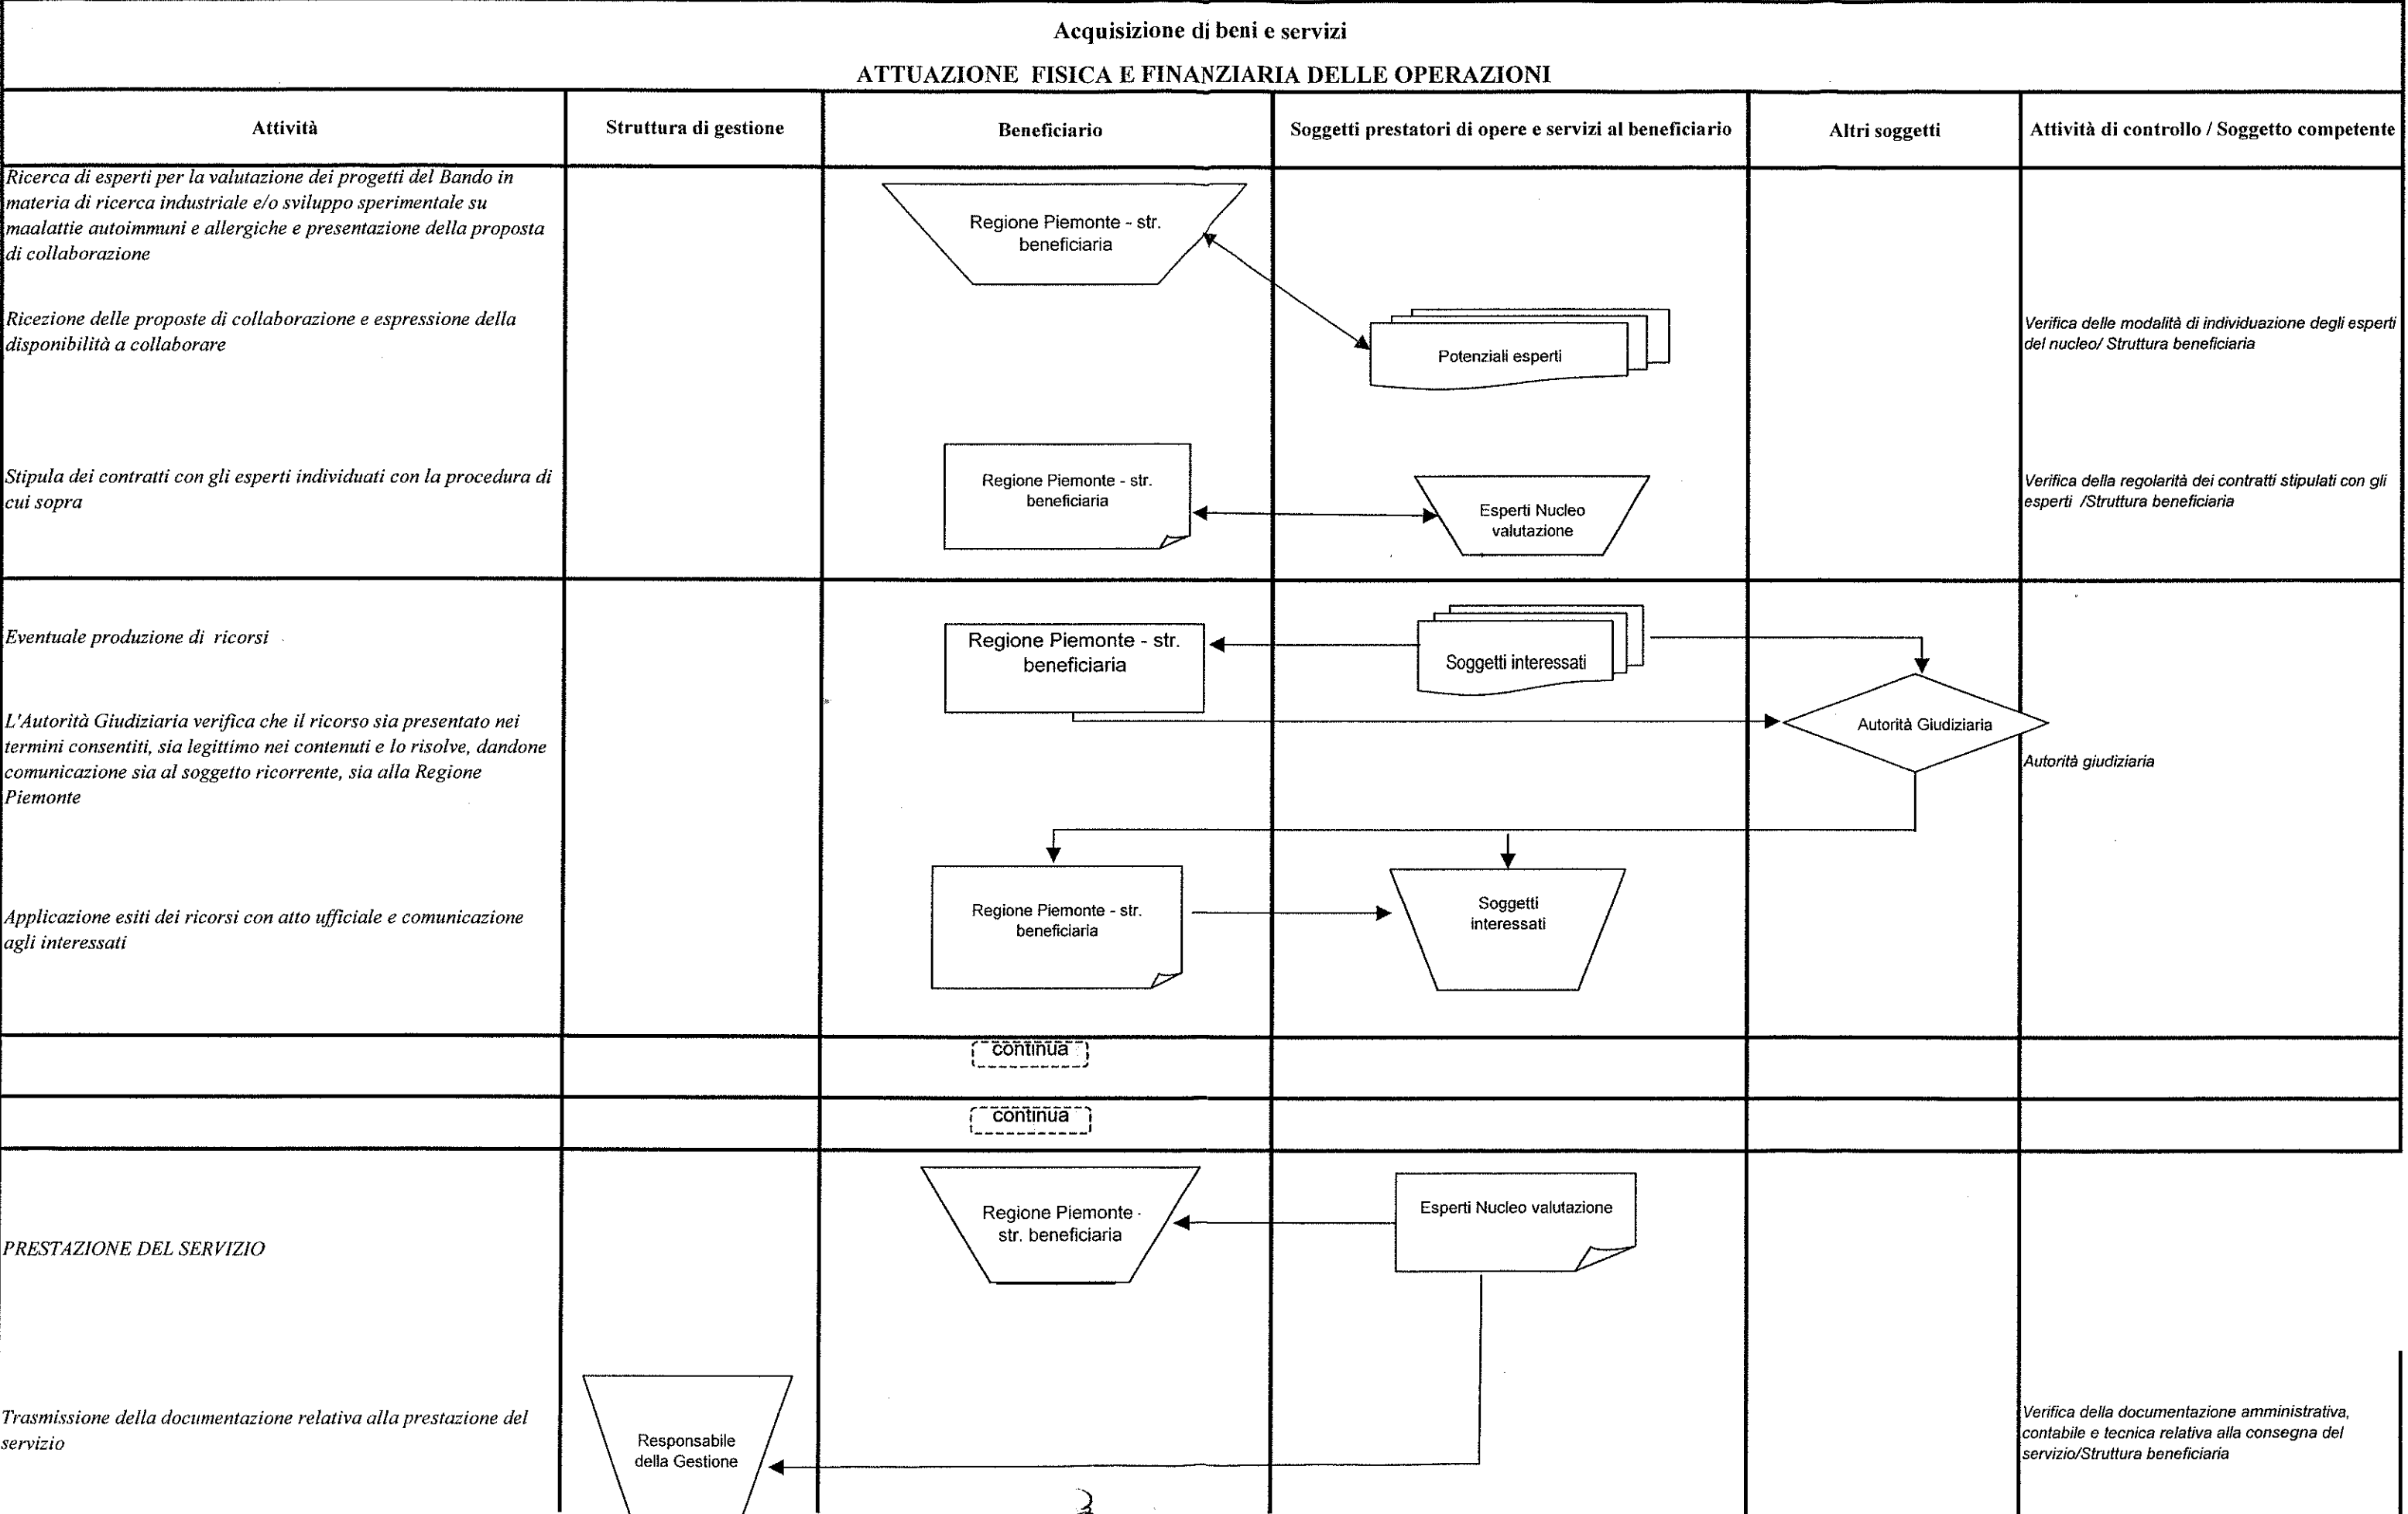 Acquisizione di beni e servizi
ATTUAZIONE FISICA E FINANZIARIA DELLE OPERAZIONI
Attività
Struttura di gestione
Beneficiario
Soggetti prestatori di opere e servizi al beneficiario
Altri soggetti
Attività di controllo / Soggetto competente
Ricerca di esperti per la valutazione dei progetti del Bando in
materia di ricerca industriale e/o sviluppo sperimentale su
maalattie autoimmuni e allergiche e presentazione della proposta
di collaborazione
Regione Piemonte - str.
beneficiaria
Ricezione delle proposte di collaborazione e espressione della
disponibilità a collaborare
Potenziali esperti
Verifica delle modalità di individuazione degli esperti
del nucleo/ Struttura beneficiaria
Stipula dei contratti con gli esperti individuati con la procedura di
cui sopra
Regione Piemonte - str.
beneficiaria
Esperti Nucleo
valutazione
Verifica della regolarità dei contratti stipulati con gli
esperti /Struttura beneficiaria
Eventuale produzione di ricorsi
Regione Piemonte - str.
beneficiaria
Soggetti interessati
L'Autorità Giudiziaria verifica che il ricorso sia presentato nei
termini consentiti, sia legittimo nei contenuti e lo risolve, dandone
comunicazione sia al soggetto ricorrente, sia alla Regione
Piemonte
Autorità Giudiziaria
Autorità giudiziaria
Applicazione esiti dei ricorsi con atto ufficiale e comunicazione
agli interessati
Regione Piemonte - str.
beneficiaria
Soggetti
interessati
continua
continua
PRESTAZIONE DEL SERVIZIO
Regione Piemonte -
str. beneficiaria
Esperti Nucleo valutazione
Trasmissione della documentazione relativa alla prestazione del
servizio
Responsabile
della Gestione
Verifica della documentazione amministrativa,
contabile e tecnica relativa alla consegna del
servizio/Struttura beneficiaria